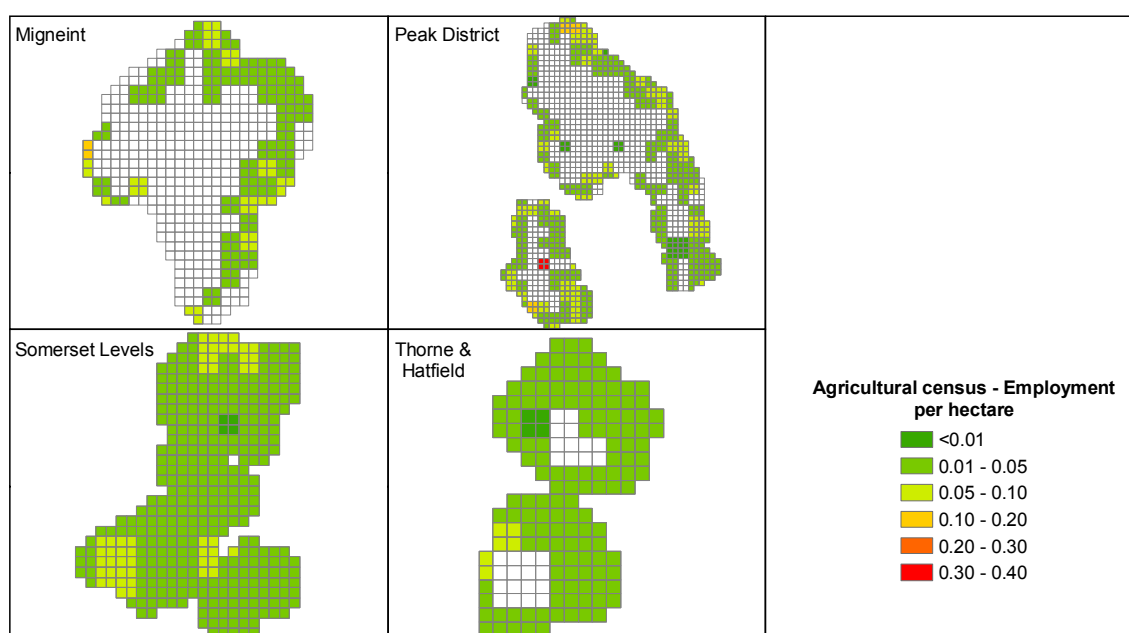 Migneint
Peak District
Somerset Levels
Thorne &
Hatfield
Agricultural census - Employment
per hectare
<0.01
0.01 - 0.05
0.05 - 0.10
0.10 - 0.20
0.20 - 0.30
0.30 - 0.40